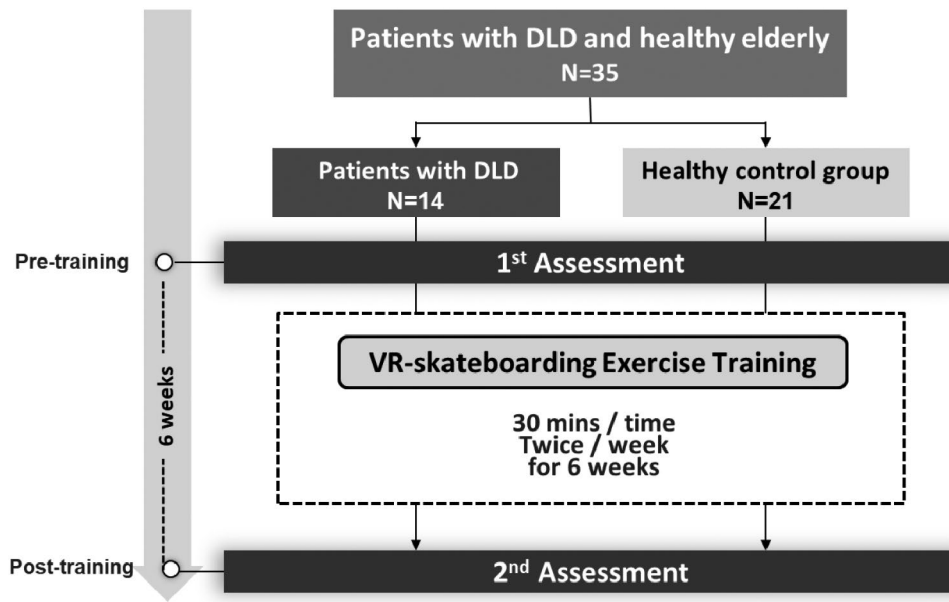 Patients with DLD and healthy elderly
N=35
Patients with DLD
N=14
Healthy control group
N=21
Pre-training
1st Assessment
VR-skateboarding Exercise Training
30 mins / time
Twice / week
for 6 weeks
6 weeks
Post-training
2nd Assessment